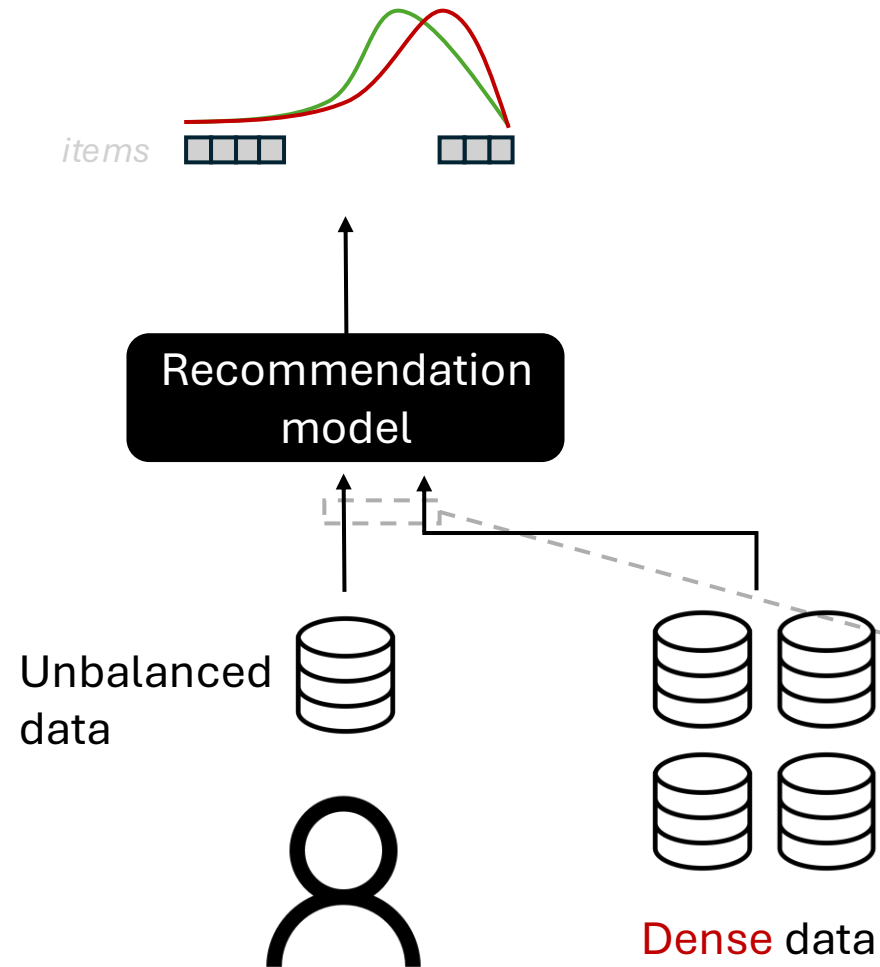 items
Recommendation
model
Unbalanced
data
Dense data